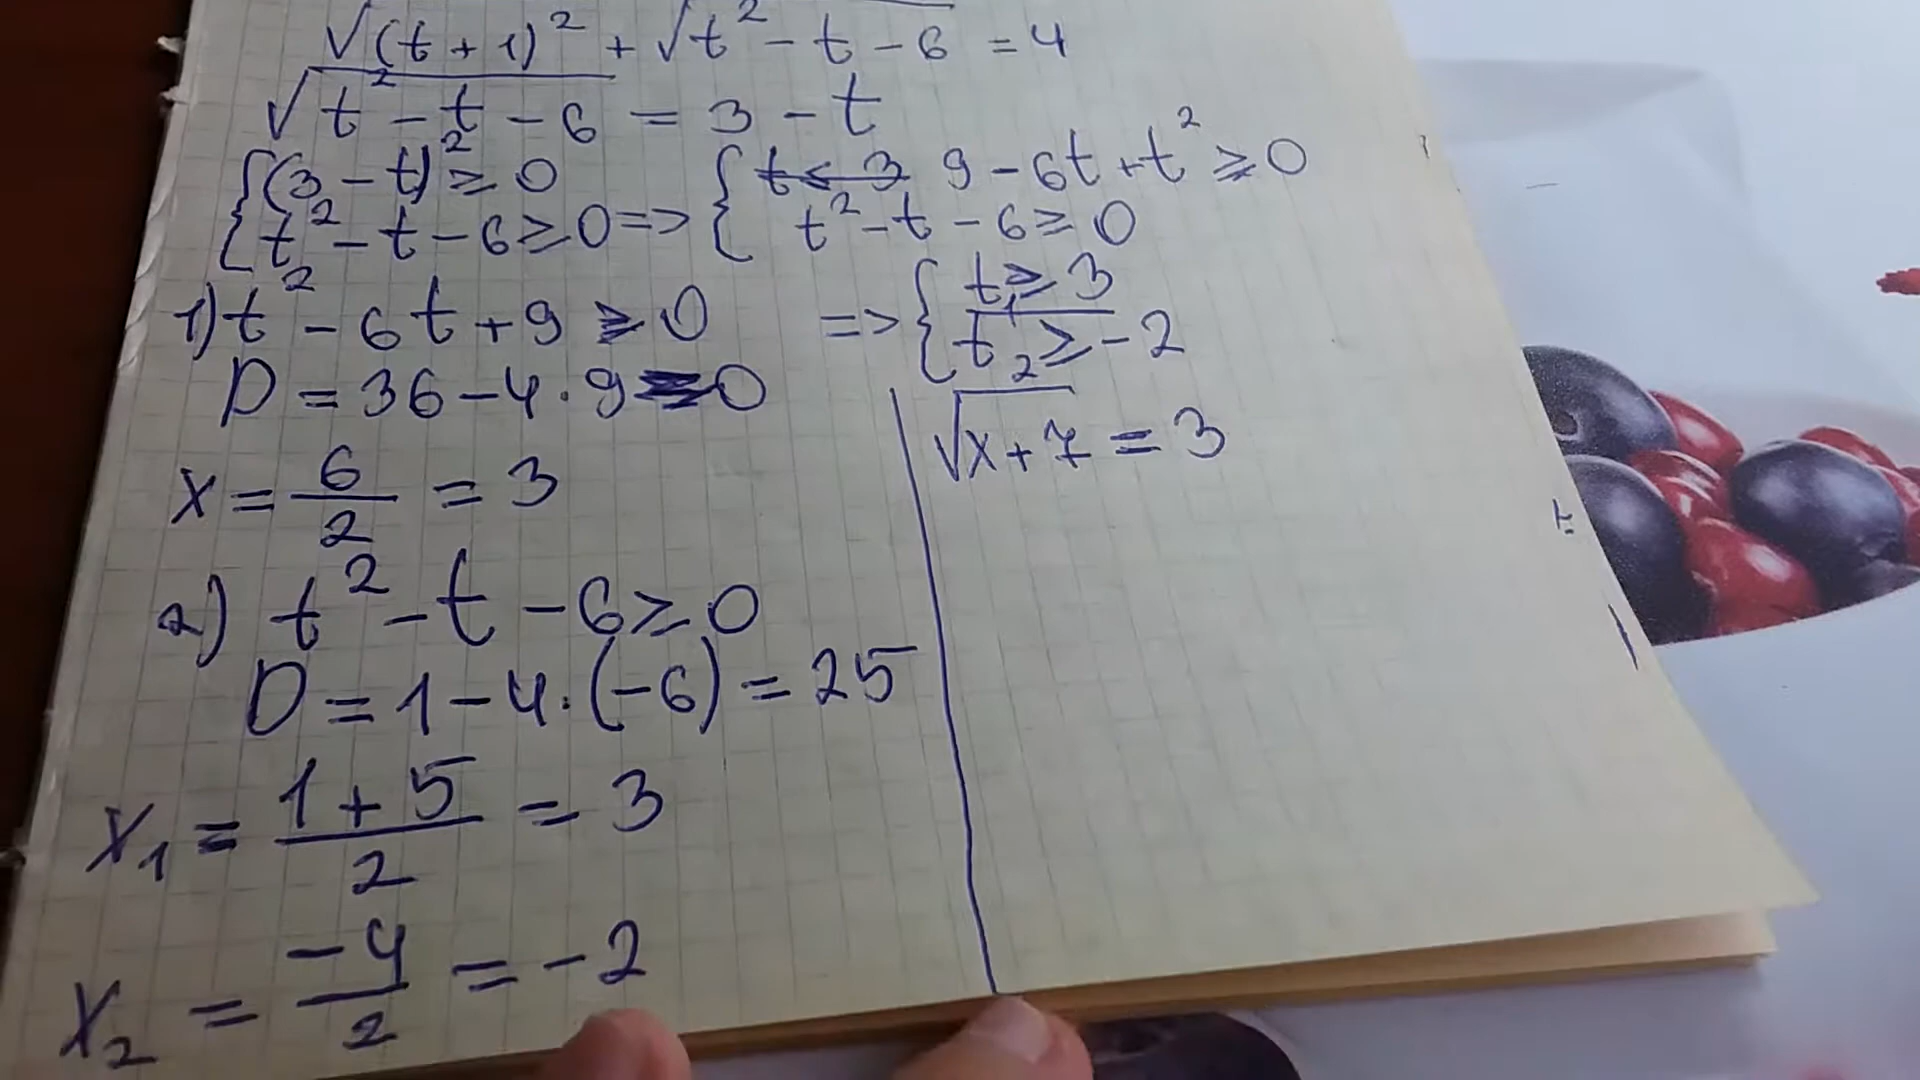 √(t+1)² + √t² - t - 6 = 4
√t² - t - 6 = 3 - t
{(3 - t)² ≥ 0 { t ≤ 3 9 - 6t + t² ≥ 0
{t² - t - 6 ≥ 0 => { t² - t - 6 ≥ 0
1) t² - 6t + 9 ≥ 0 => { t₁ ≥ 3
{ t₂ ≥ -2
D = 36 - 4 · 9 = 0
x = 6/2 = 3
2) t² - t - 6 ≥ 0
D = 1 - 4 · (-6) = 25
x₁ = (1 + 5)/2 = 3
x₂ = -4/2 = -2
√x + 7 = 3